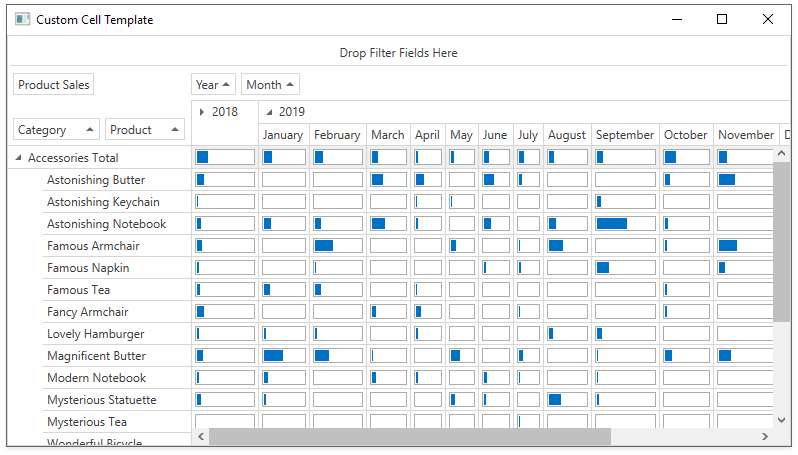 Custom Cell Template
Drop Filter Fields Here
Product Sales Year Month
2018 2019
Category Product
January February March April May June July August September October November D
Accessories Total
Astonishing Butter
Astonishing Keychain
Astonishing Notebook
Famous Armchair
Famous Napkin
Famous Tea
Fancy Armchair
Lovely Hamburger
Magnificent Butter
Modern Notebook
Mysterious Statuette
Mysterious Tea
Wonderful Bicycle